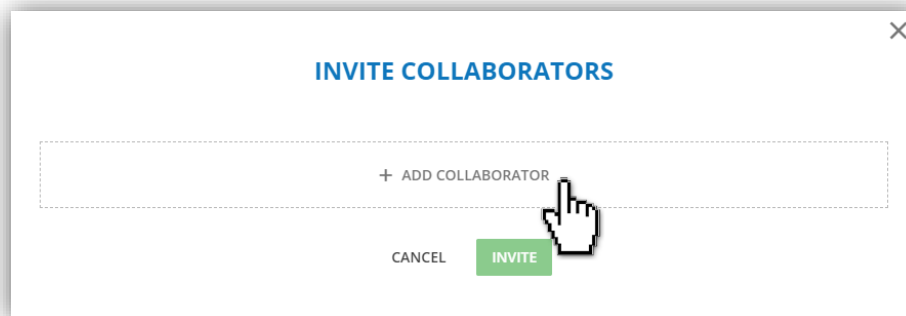 INVITE COLLABORATORS
+ ADD COLLABORATOR
CANCEL INVITE